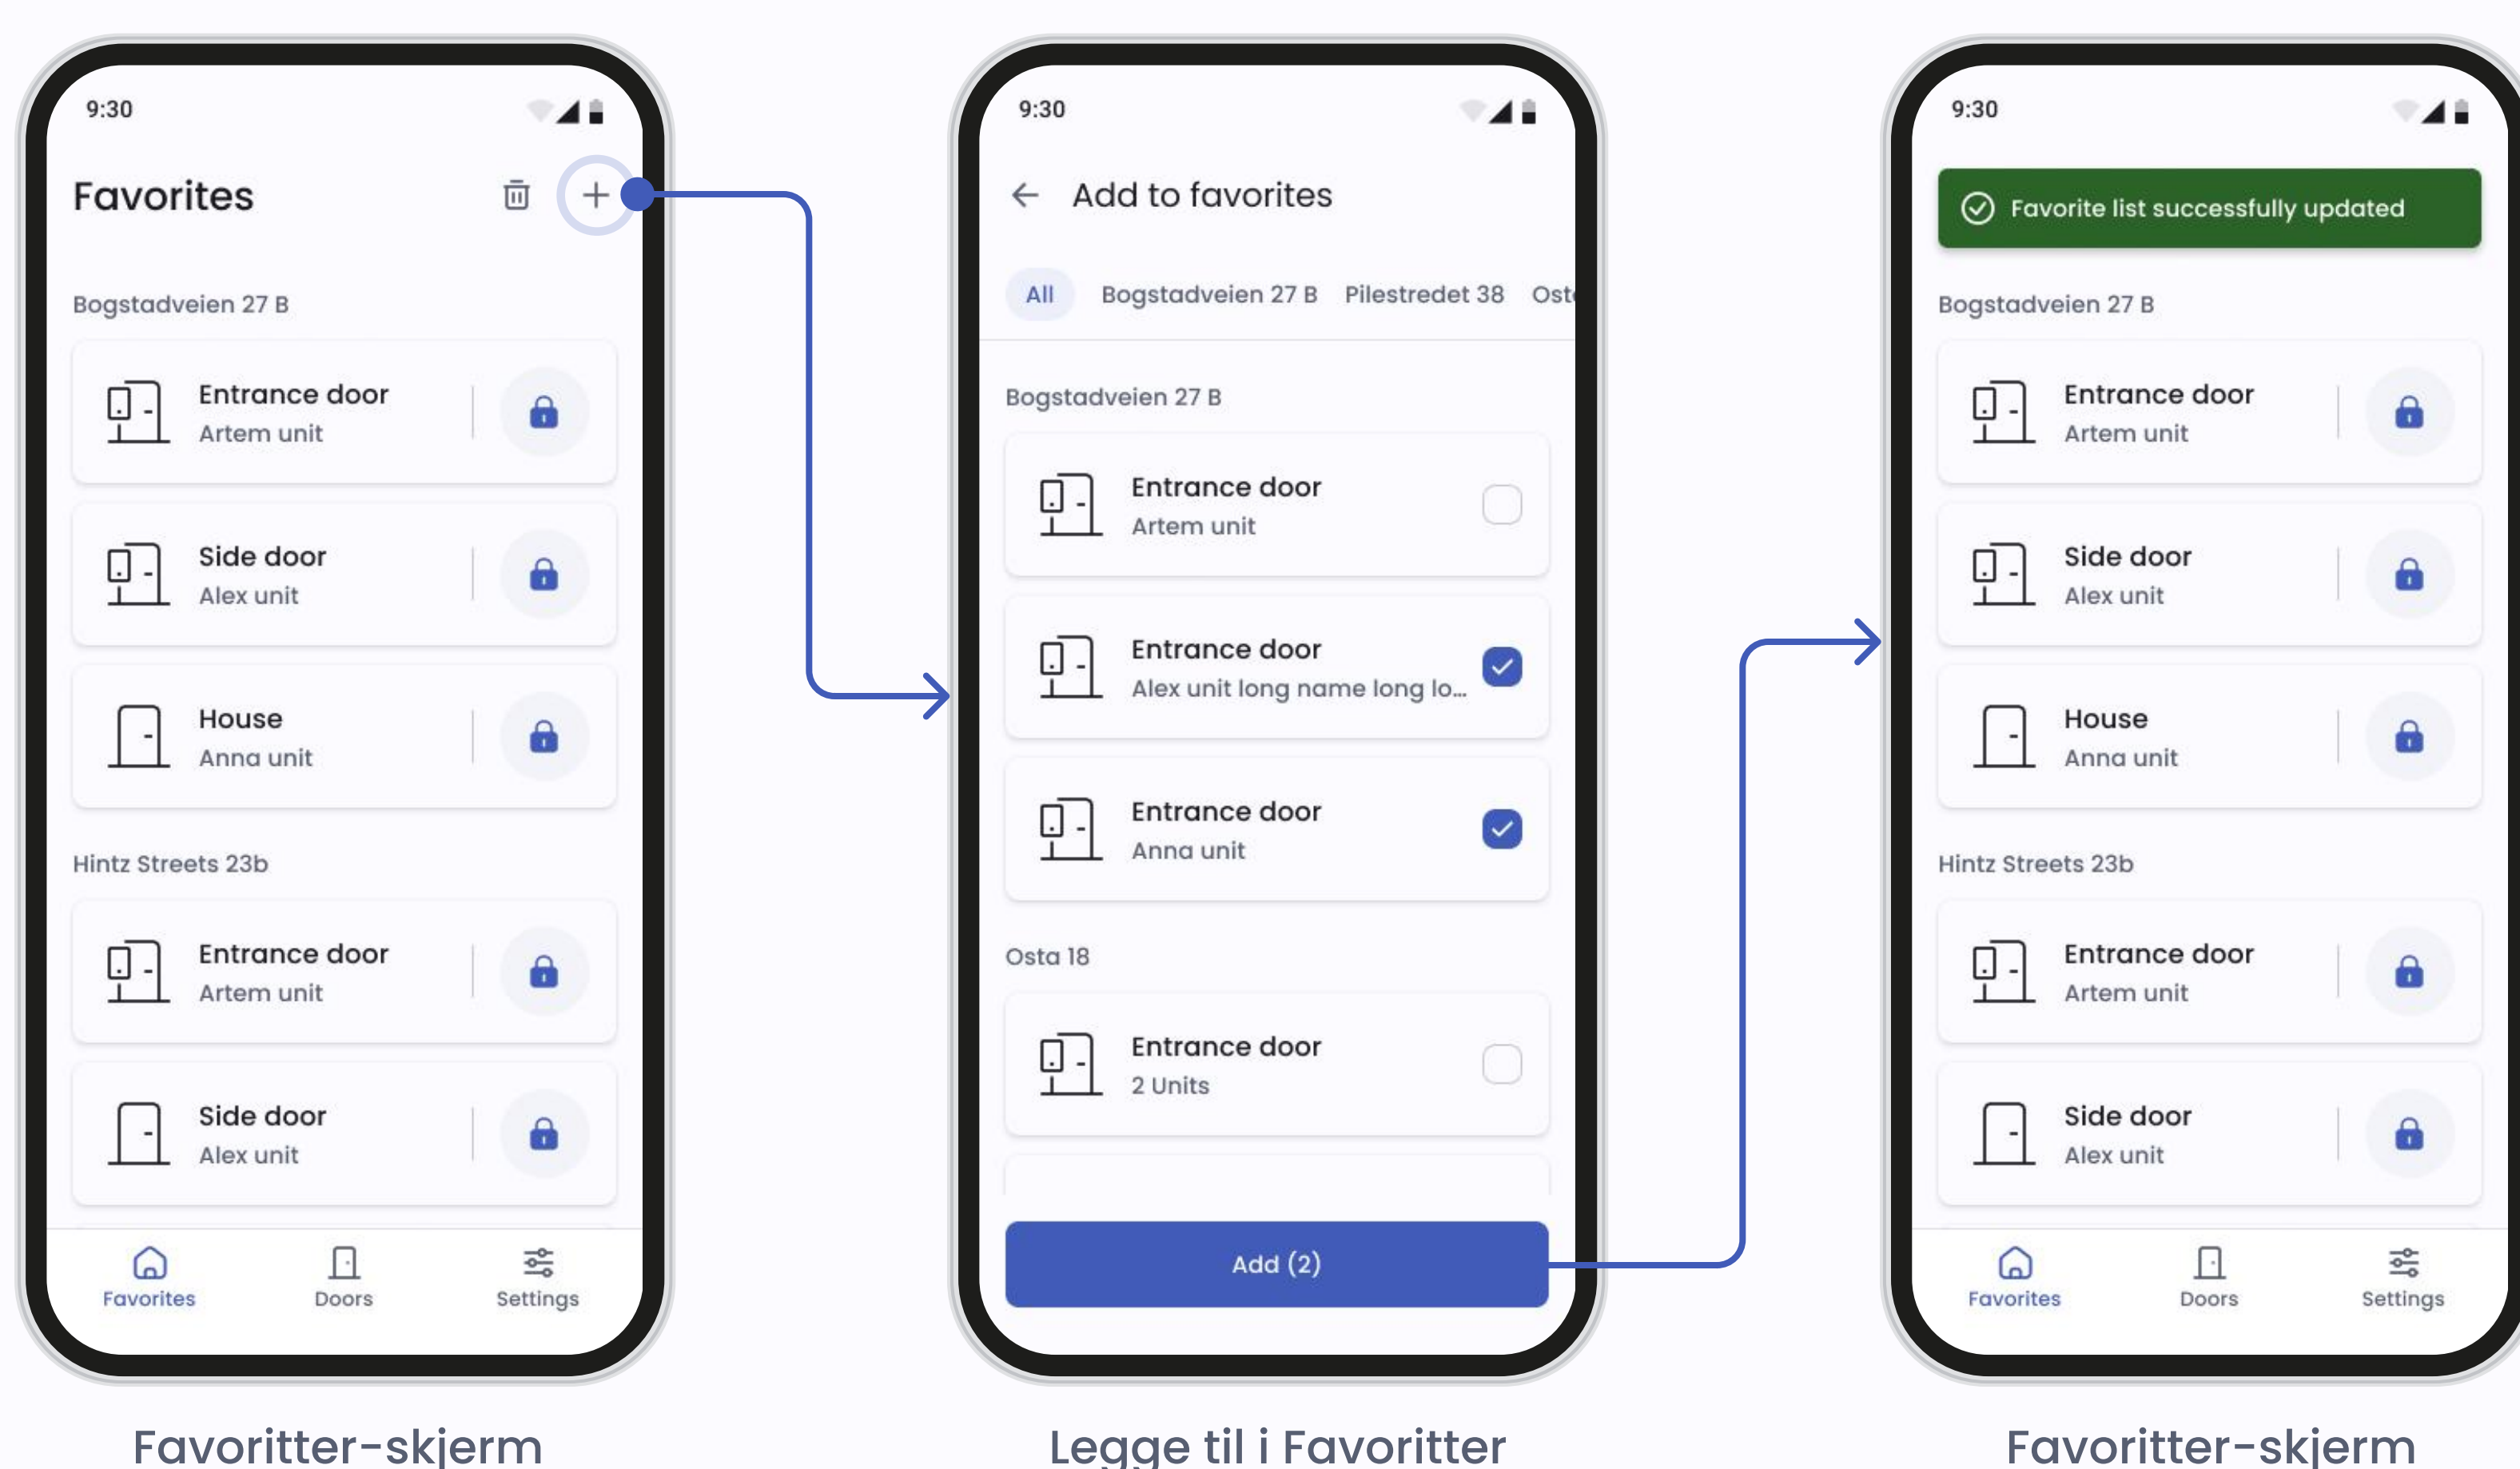 9:30
Favorites
Bogstadveien 27 B
Entrance door
Artem unit
Side door
Alex unit
House
Anna unit
Hintz Streets 23b
Entrance door
Artem unit
Side door
Alex unit
Favorites
Doors
Settings
Favoritter-skjerm
9:30
Add to favorites
All Bogstadveien 27 B Pilestredet 38 Ost
Bogstadveien 27 B
Entrance door
Artem unit
Entrance door
Alex unit long name long lo...
Entrance door
Anna unit
Osta 18
Entrance door
2 Units
Add (2)
Legge til i Favoritter
9:30
Favorite list successfully updated
Bogstadveien 27 B
Entrance door
Artem unit
Side door
Alex unit
House
Anna unit
Hintz Streets 23b
Entrance door
Artem unit
Side door
Alex unit
Favorites
Doors
Settings
Favoritter-skjerm